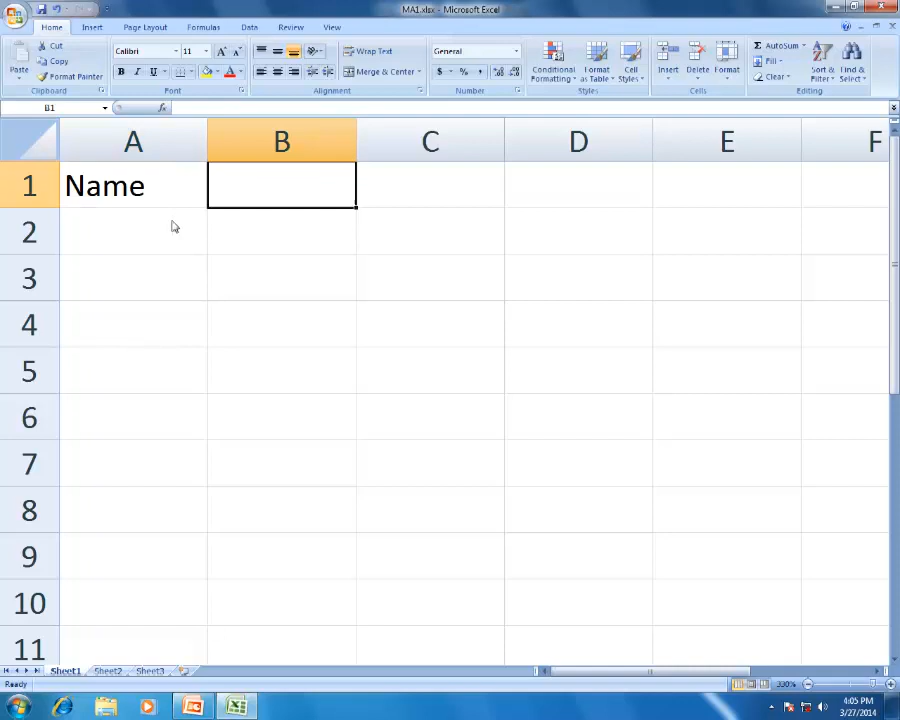 MA1.xlsx - Microsoft Excel
Home Insert Page Layout Formulas Data Review View
Cut
Copy
Format Painter
Paste
Clipboard
Calibri 11
B I U
Font
Wrap Text
Merge & Center
Alignment
General
$ % ,
Number
Conditional Formatting
Format as Table
Cell Styles
Styles
Insert Delete Format
Cells
Σ AutoSum
Fill
Clear
Sort & Filter
Find & Select
Editing
B1 fx
A B C D E F
1 Name
2
3
4
5
6
7
8
9
10
11
Sheet1 Sheet2 Sheet3
Ready 330%
4:05 PM
3/27/2014